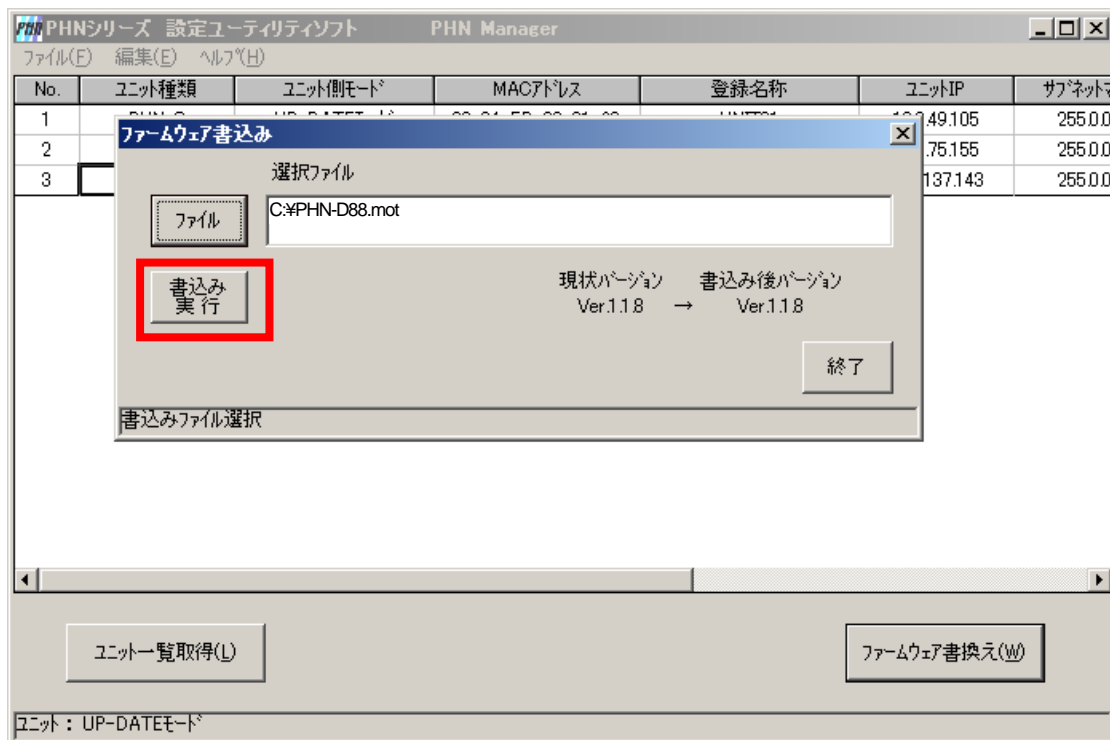 PHN PHNシリーズ 設定ユーティリティソフト PHN Manager
ファイル(F) 編集(E) ヘルプ(H)
No. ユニット種類 ユニット側モード MACアドレス 登録名称 ユニットIP サブネットマ
1 49.105 255.0.0
2 .75.155 255.0.0
3 137.143 255.0.0
ファームウェア書込み
選択ファイル
ファイル C:¥PHN-D88.mot
書込み
実行
現状バージョン 書込み後バージョン
Ver.1.1.8 → Ver.1.1.8
終了
書込みファイル選択
ユニット一覧取得(L) ファームウェア書換え(W)
ユニット : UP-DATEモード